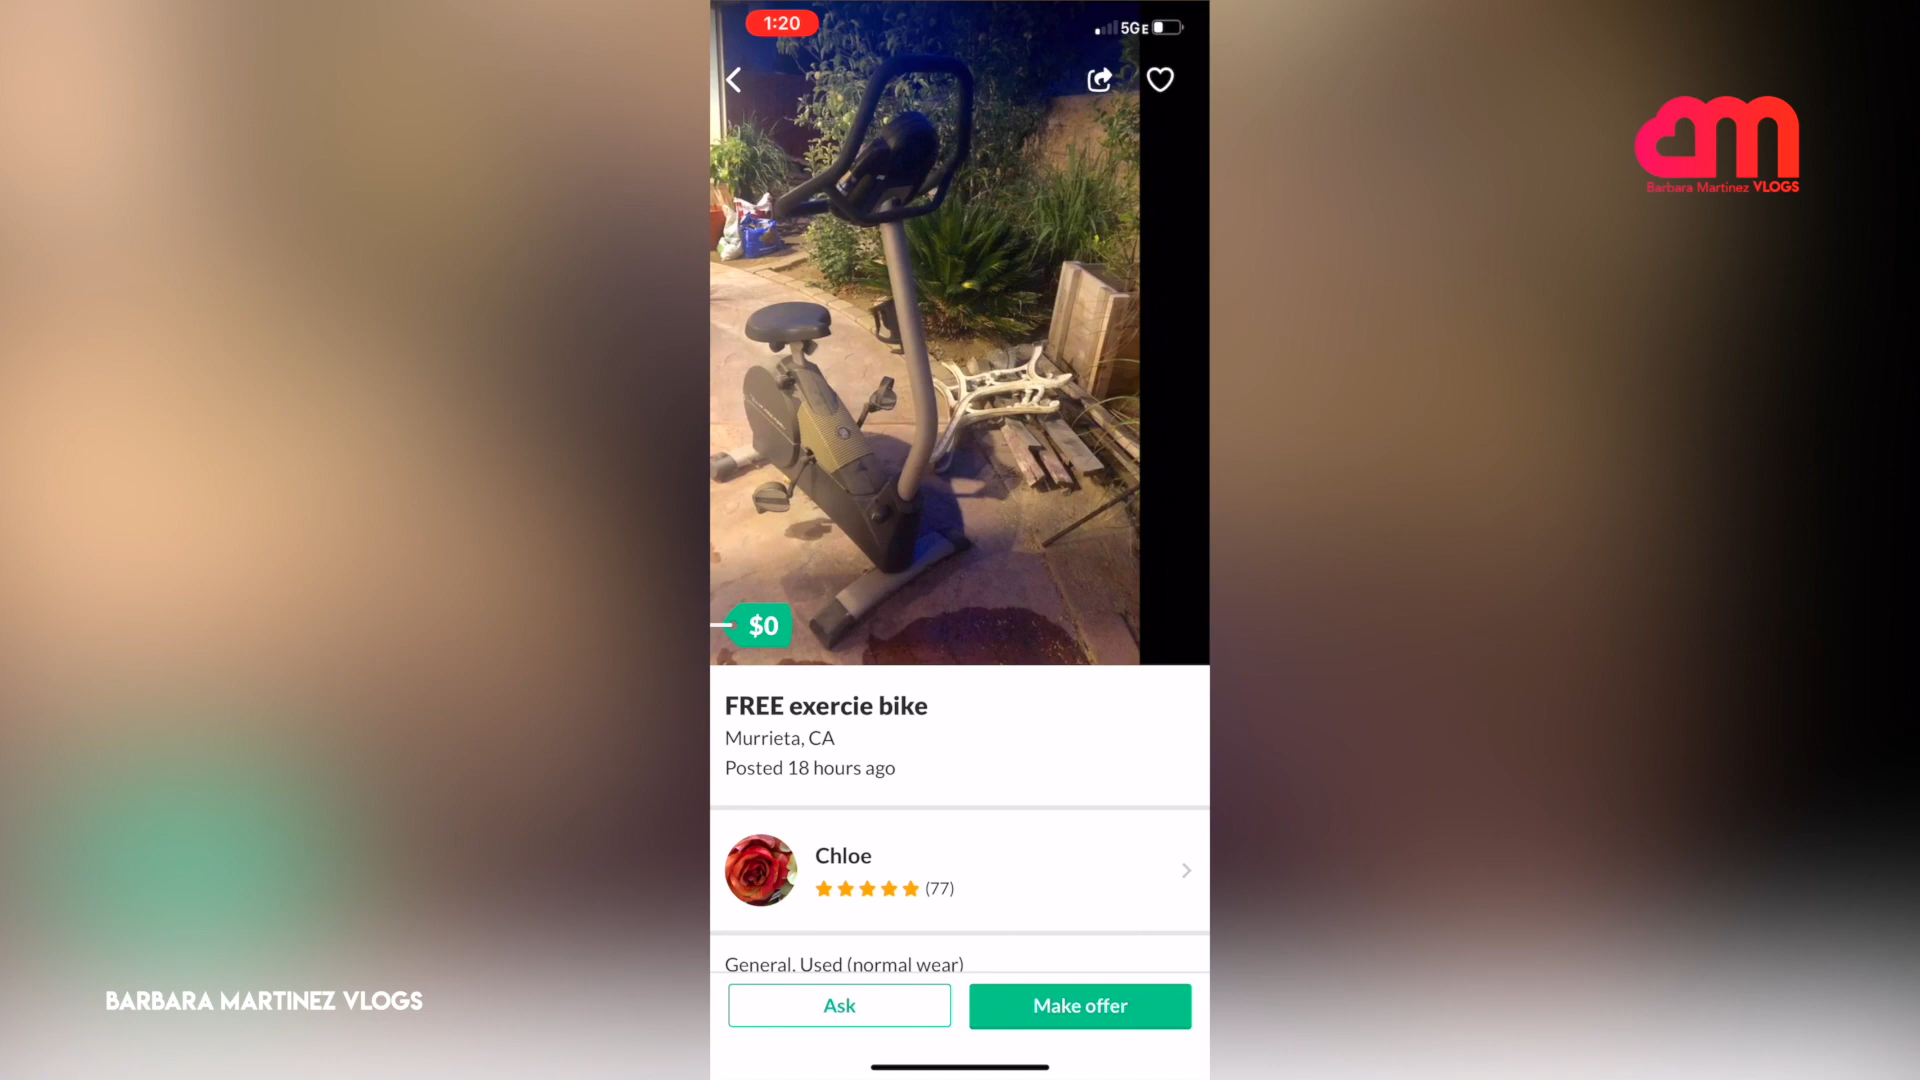 1:20
5GE
Barbara Martinez VLOGS
$0
FREE exercie bike
Murrieta, CA
Posted 18 hours ago
Chloe
(77)
General, Used (normal wear)
Ask
Make offer
BARBARA MARTINEZ VLOGS